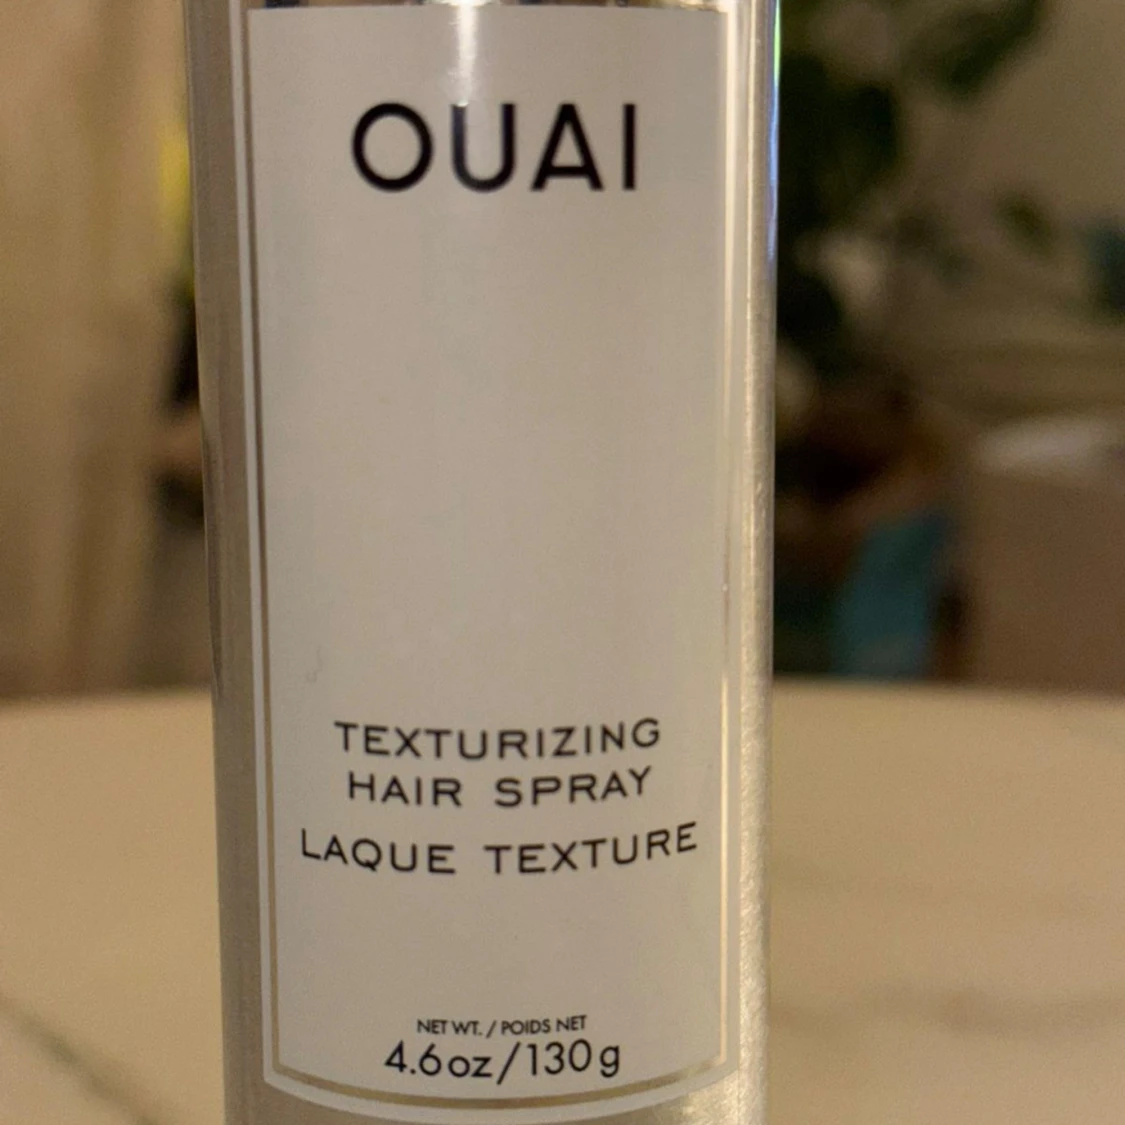 OUAI
TEXTURIZING
HAIR SPRAY
LAQUE TEXTURE
NET WT. / POIDS NET
4.6oz/130g